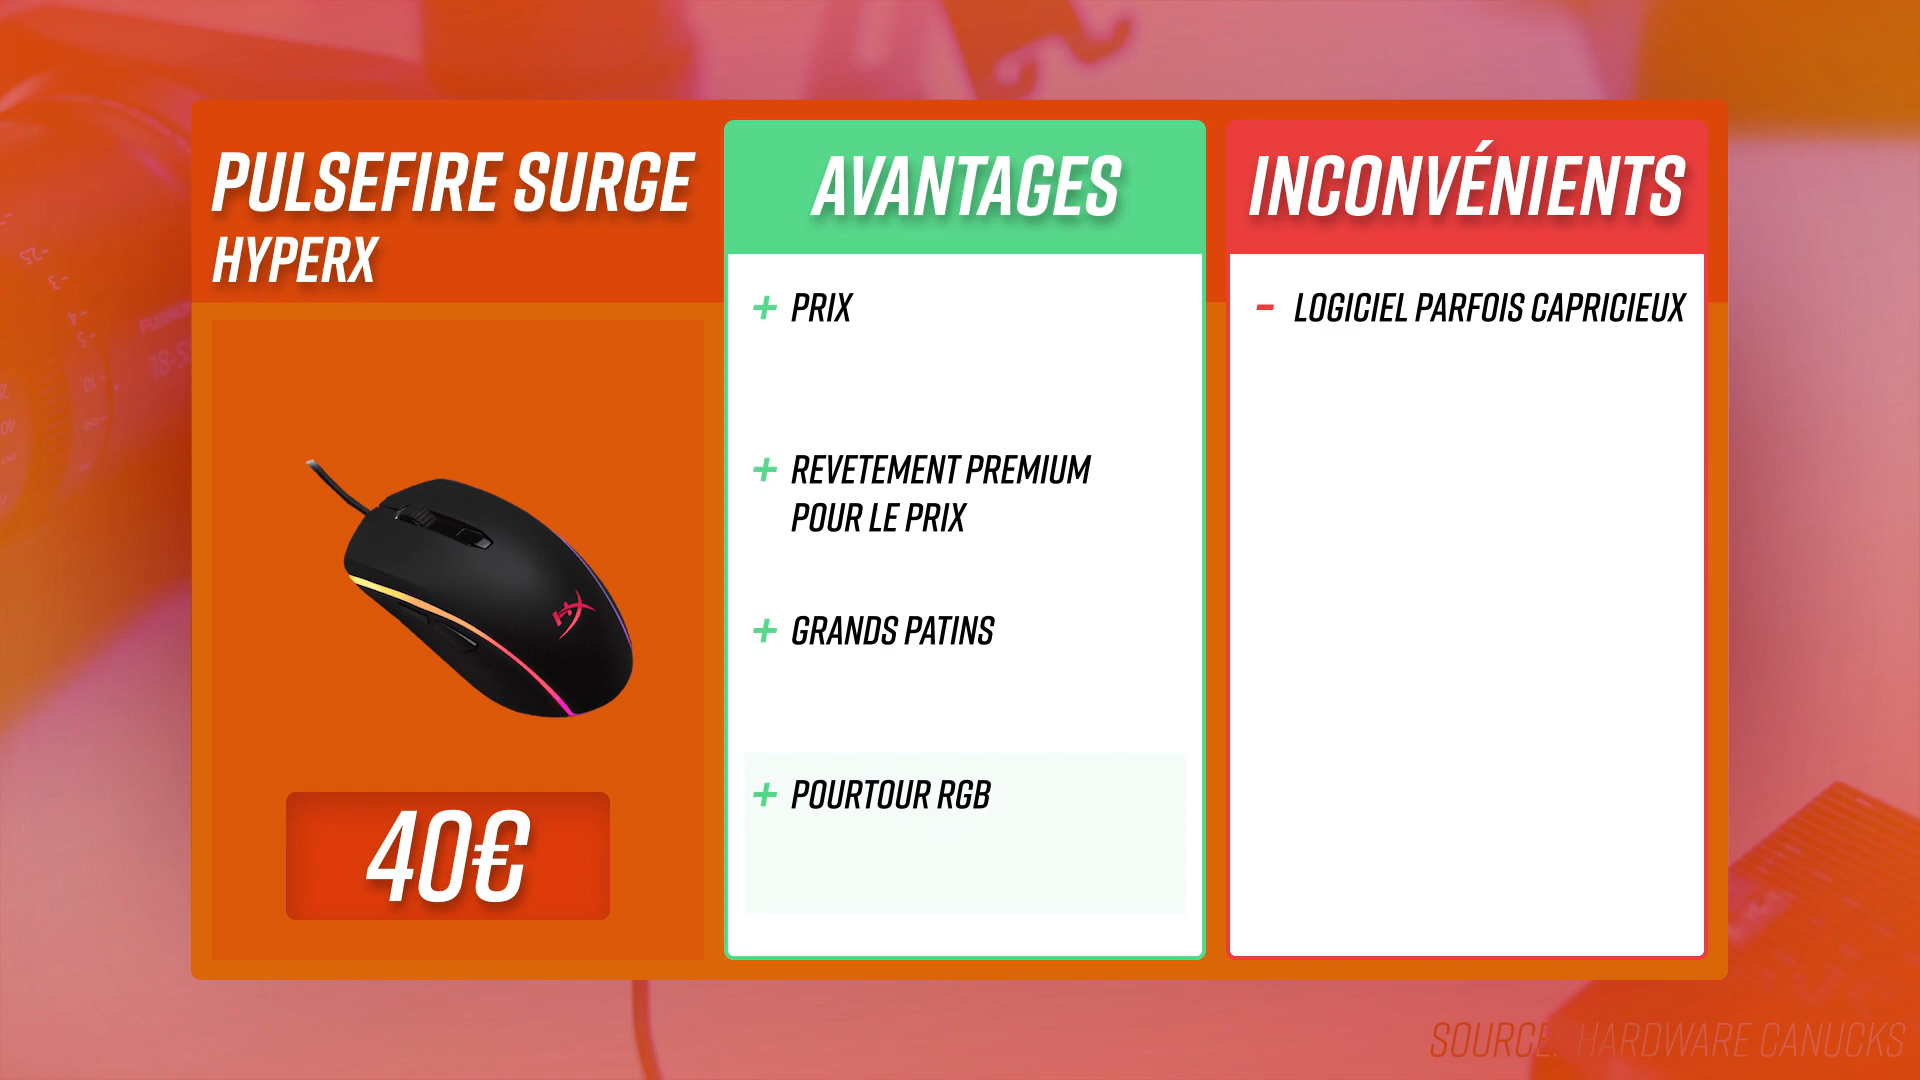 PULSEFIRE SURGE
HYPERX
40€
AVANTAGES
+ PRIX
+ REVETEMENT PREMIUM
POUR LE PRIX
+ GRANDS PATINS
+ POURTOUR RGB
INCONVÉNIENTS
- LOGICIEL PARFOIS CAPRICIEUX
SOURCE: HARDWARE CANUCKS